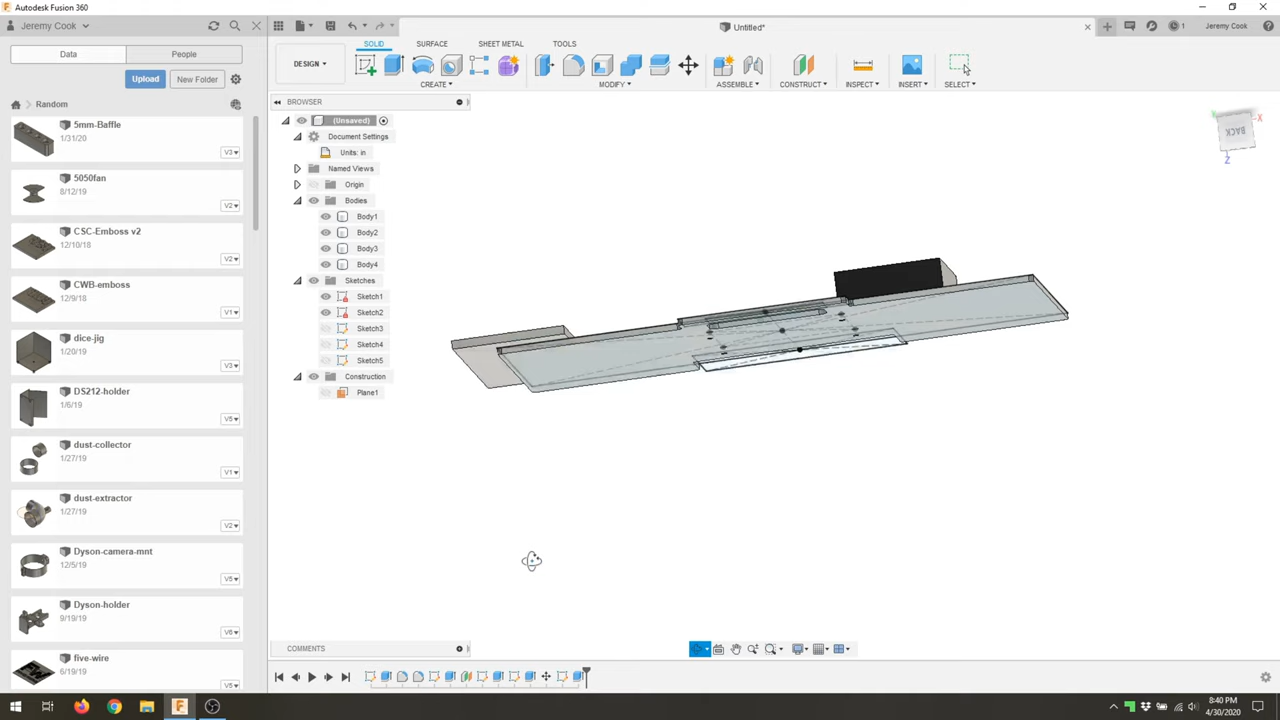 Autodesk Fusion 360
Jeremy Cook
Untitled*
Jeremy Cook
1
Data
People
Upload
New Folder
Random
5mm-Baffle
1/31/20
V3
5050fan
8/12/19
V2
CSC-Emboss v2
12/10/18
V2
CWB-emboss
12/9/18
V1
dice-jig
1/20/19
V3
DS212-holder
1/6/19
V5
dust-collector
1/27/19
V1
dust-extractor
1/27/19
V2
Dyson-camera-mnt
12/5/19
V5
Dyson-holder
9/19/19
V6
five-wire
6/19/19
V5
SOLID
SURFACE
SHEET METAL
TOOLS
DESIGN
CREATE
MODIFY
ASSEMBLE
CONSTRUCT
INSPECT
INSERT
SELECT
BROWSER
(Unsaved)
Document Settings
Units: in
Named Views
Origin
Bodies
Body1
Body2
Body3
Body4
Sketches
Sketch1
Sketch2
Sketch3
Sketch4
Sketch5
Construction
Plane1
BACK
X
Y
Z
COMMENTS
8:40 PM
4/30/2020